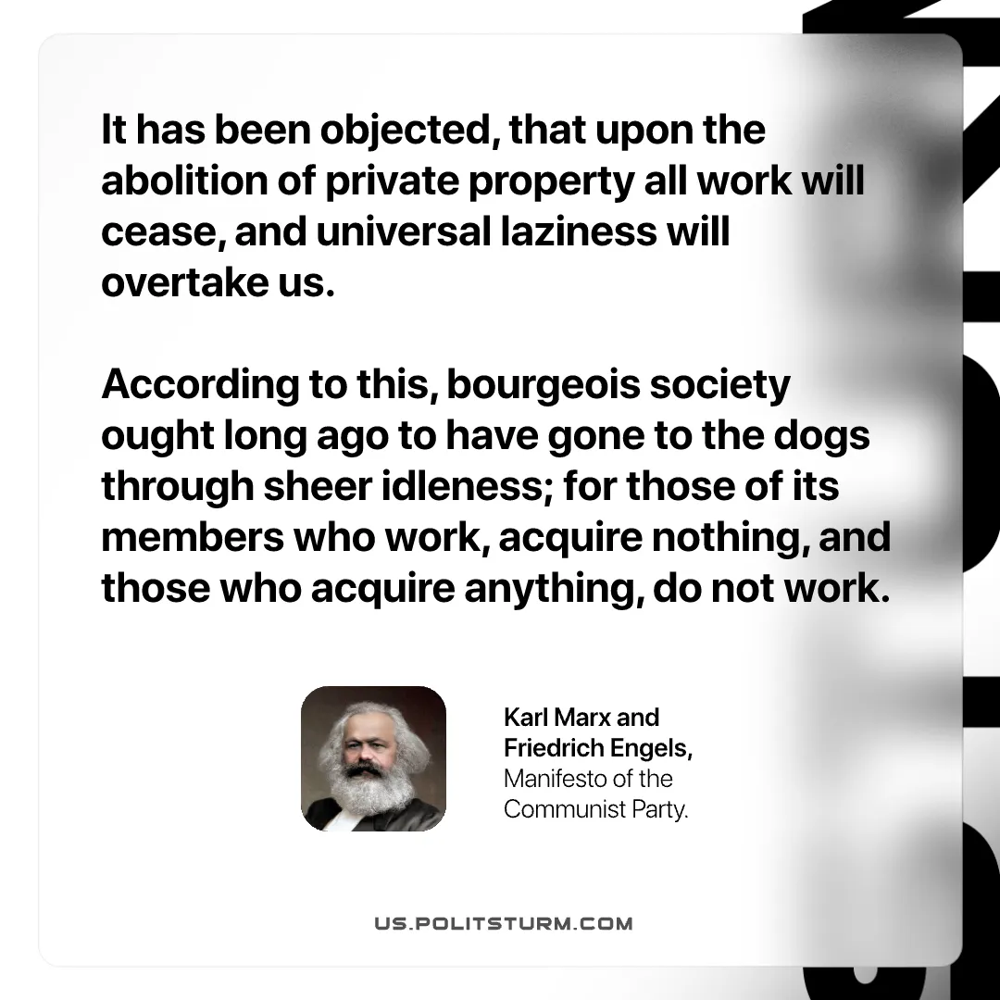 It has been objected, that upon the
abolition of private property all work will
cease, and universal laziness will
overtake us.
According to this, bourgeois society
ought long ago to have gone to the dogs
through sheer idleness; for those of its
members who work, acquire nothing, and
those who acquire anything, do not work.
Karl Marx and
Friedrich Engels,
Manifesto of the
Communist Party.
US.POLITSTURM.COM